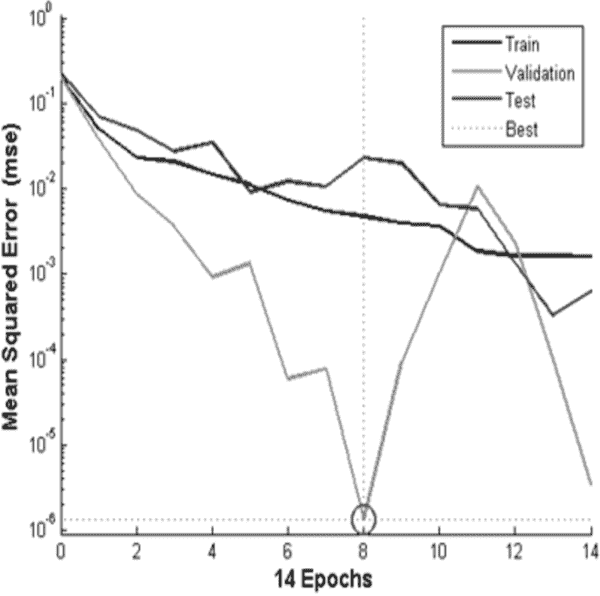 10^0
10^-1
10^-2
10^-3
10^-4
10^-5
10^-6
Mean Squared Error (mse)
Train
Validation
Test
Best
0 2 4 6 8 10 12 14
14 Epochs